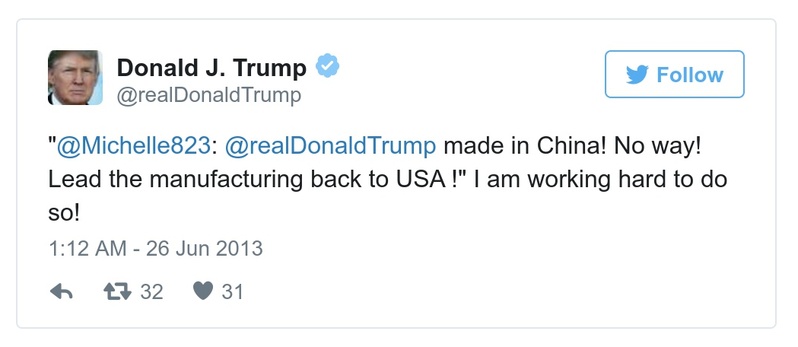 Donald J. Trump
@realDonaldTrump
Follow
"@Michelle823: @realDonaldTrump made in China! No way!
Lead the manufacturing back to USA !" I am working hard to do
so!
1:12 AM - 26 Jun 2013
32 31